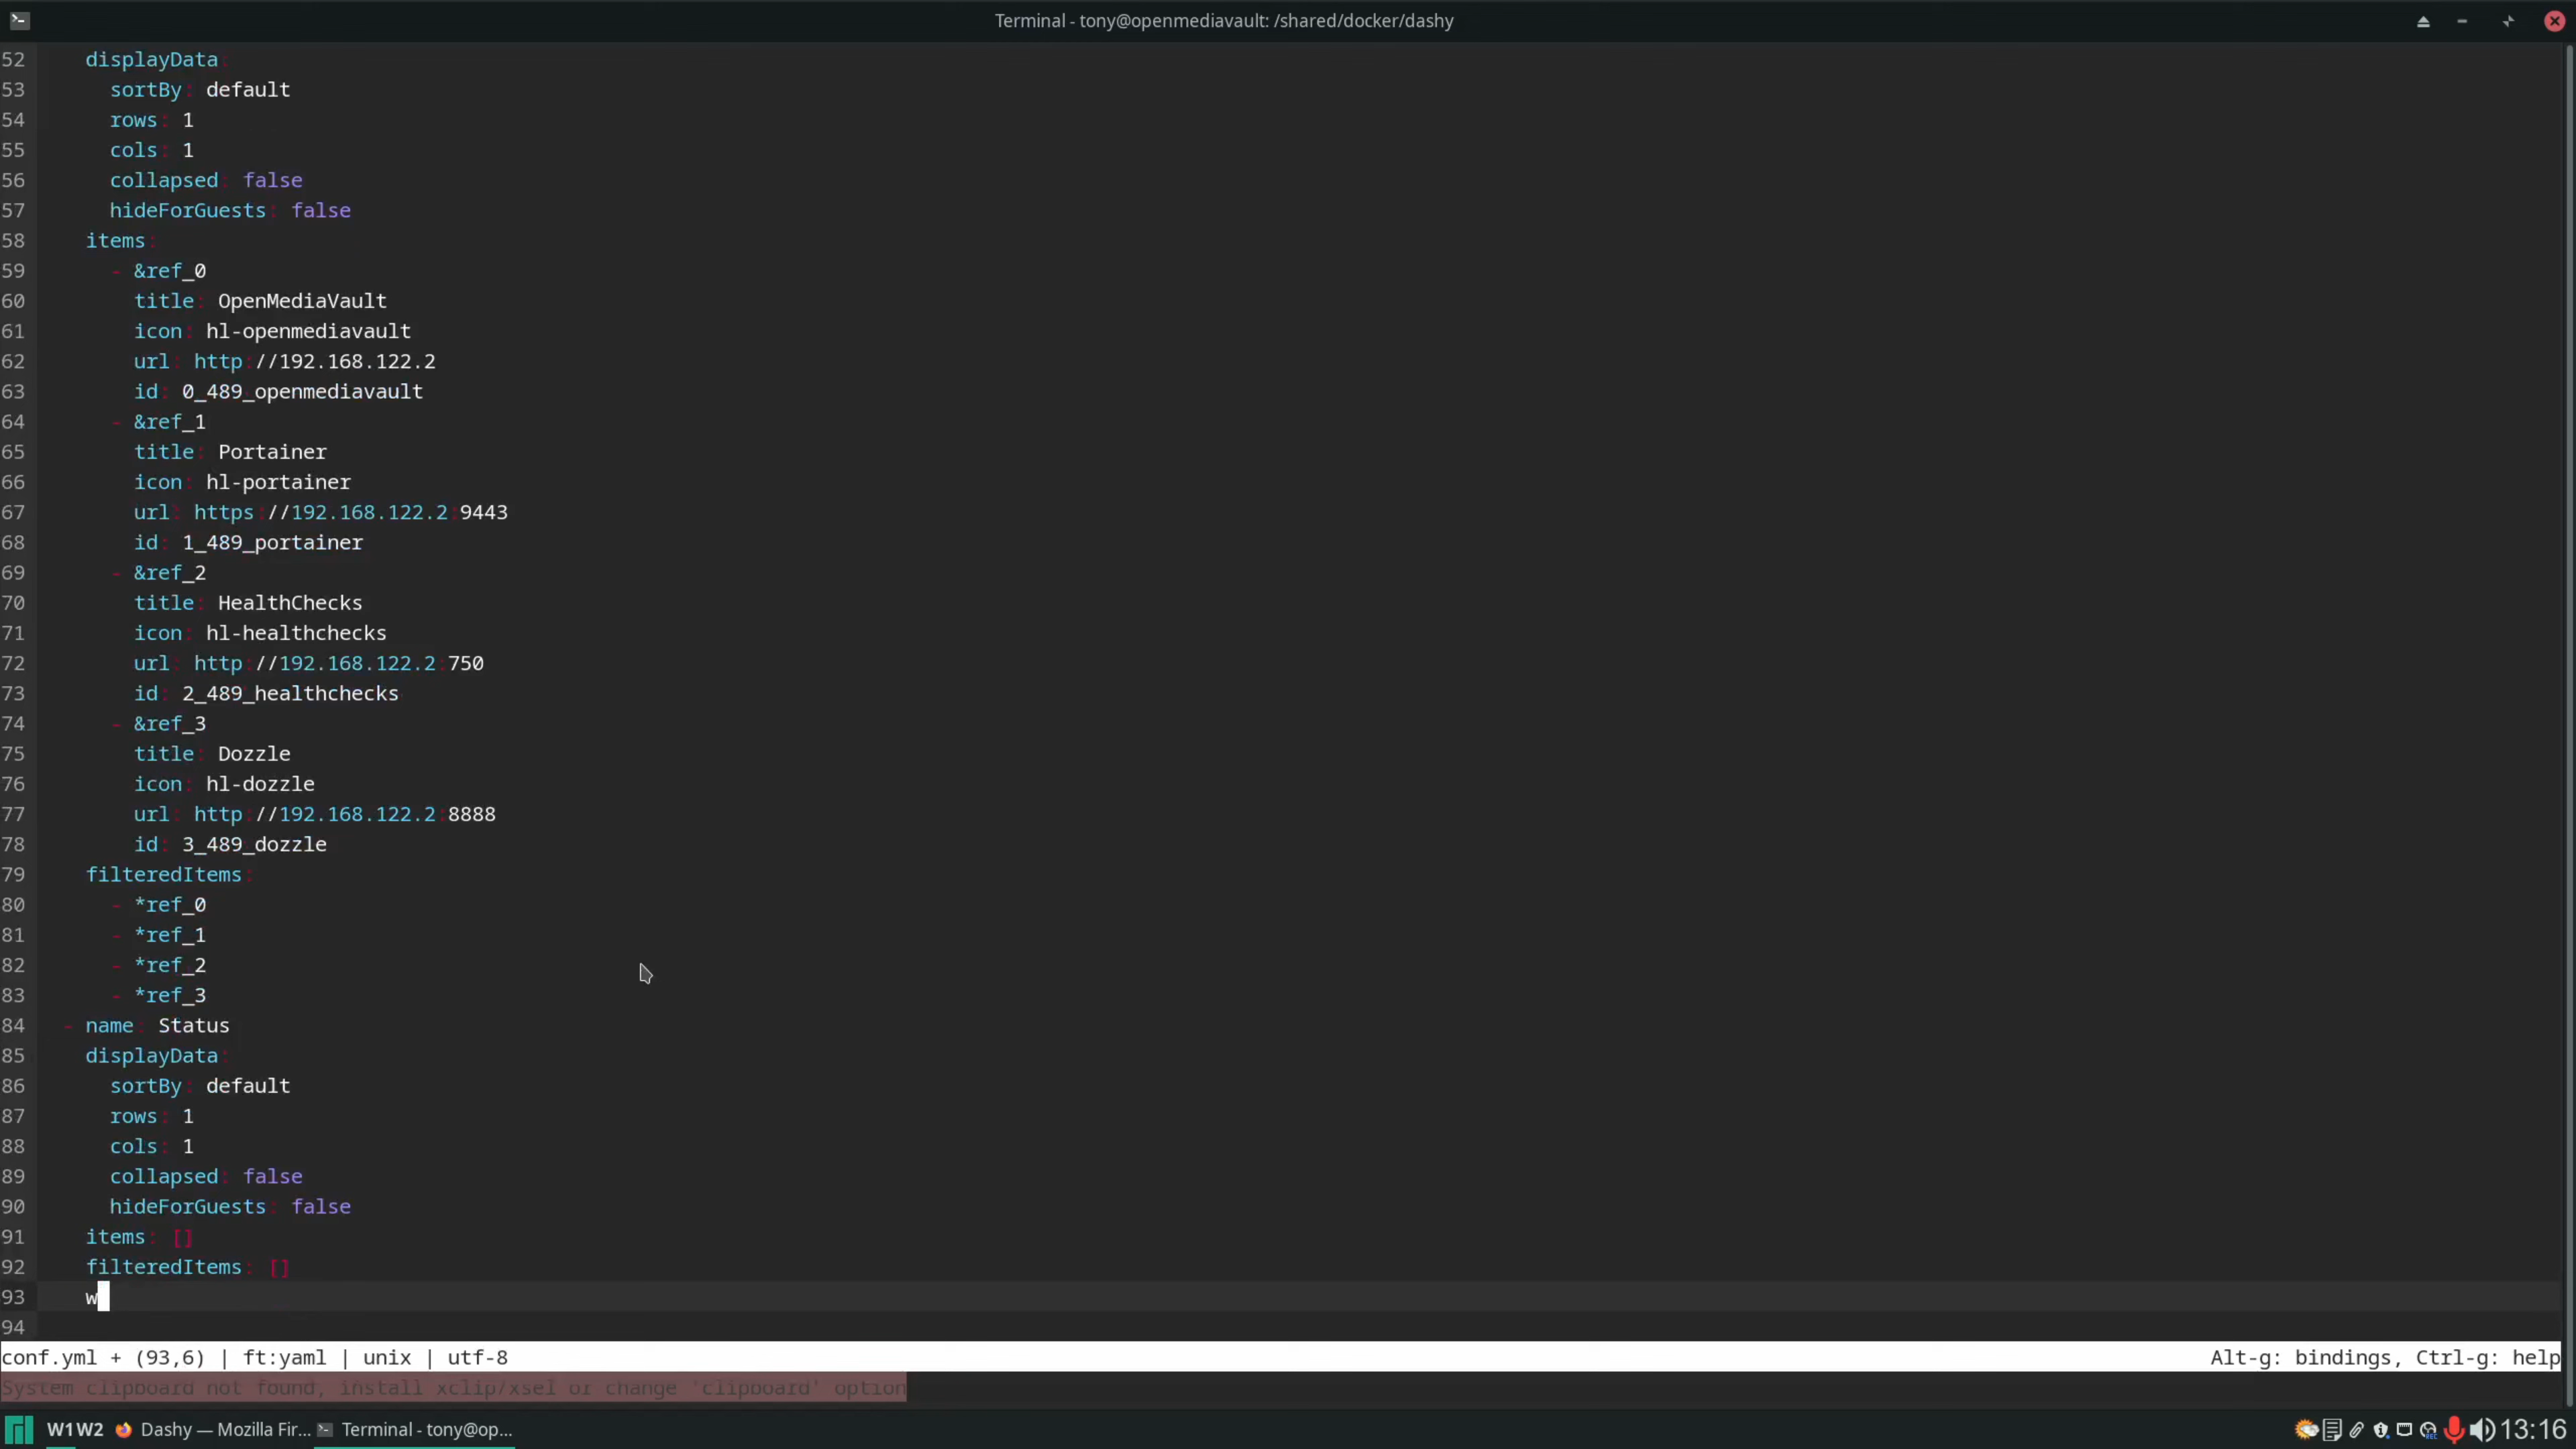 Terminal - tony@openmediavault: /shared/docker/dashy
52 displayData:
53 sortBy: default
54 rows: 1
55 cols: 1
56 collapsed: false
57 hideForGuests: false
58 items:
59 - &ref_0
60 title: OpenMediaVault
61 icon: hl-openmediavault
62 url: http://192.168.122.2
63 id: 0_489_openmediavault
64 - &ref_1
65 title: Portainer
66 icon: hl-portainer
67 url: https://192.168.122.2:9443
68 id: 1_489_portainer
69 - &ref_2
70 title: HealthChecks
71 icon: hl-healthchecks
72 url: http://192.168.122.2:750
73 id: 2_489_healthchecks
74 - &ref_3
75 title: Dozzle
76 icon: hl-dozzle
77 url: http://192.168.122.2:8888
78 id: 3_489_dozzle
79 filteredItems:
80 - *ref_0
81 - *ref_1
82 - *ref_2
83 - *ref_3
84 - name: Status
85 displayData:
86 sortBy: default
87 rows: 1
88 cols: 1
89 collapsed: false
90 hideForGuests: false
91 items: []
92 filteredItems: []
93 w
94
conf.yml + (93,6) | ft:yaml | unix | utf-8 Alt-g: bindings, Ctrl-g: help
System clipboard not found, install xclip/xsel or change 'clipboard' option
W1 W2 Dashy — Mozilla Fir... Terminal - tony@op... 13:16